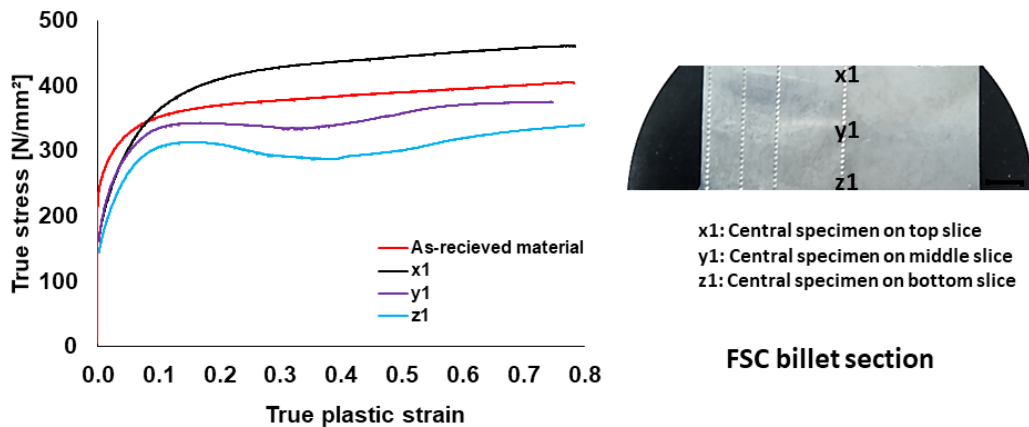 500
400
300
200
100
0
True stress [N/mm²]
As-recieved material
x1
y1
z1
0.0 0.1 0.2 0.3 0.4 0.5 0.6 0.7 0.8
True plastic strain
x1
y1
z1
x1: Central specimen on top slice
y1: Central specimen on middle slice
z1: Central specimen on bottom slice
FSC billet section